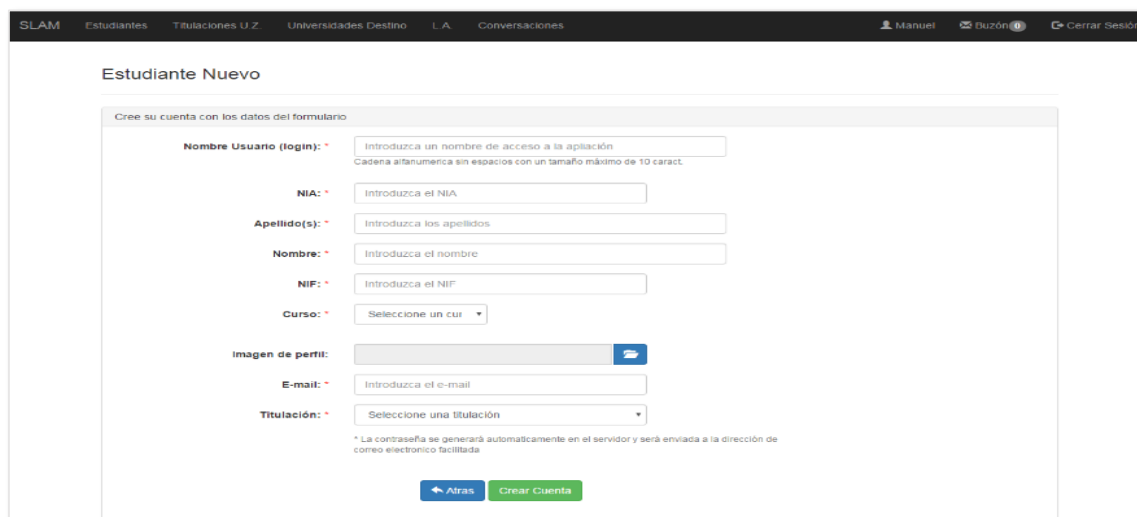 SLAM Estudiantes Titulaciones U.Z. Universidades Destino L.A. Conversaciones Manuel Buzón 0 Cerrar Sesión
Estudiante Nuevo
Cree su cuenta con los datos del formulario
Nombre Usuario (login): * Introduzca un nombre de acceso a la apliación
Cadena alfanumerica sin espacios con un tamaño máximo de 10 caract.
NIA: * Introduzca el NIA
Apellido(s): * Introduzca los apellidos
Nombre: * Introduzca el nombre
NIF: * Introduzca el NIF
Curso: * Seleccione un cur
Imagen de perfil:
E-mail: * Introduzca el e-mail
Titulación: * Seleccione una titulación
* La contraseña se generará automaticamente en el servidor y será enviada a la dirección de
correo electronico facilitada
Atras Crear Cuenta